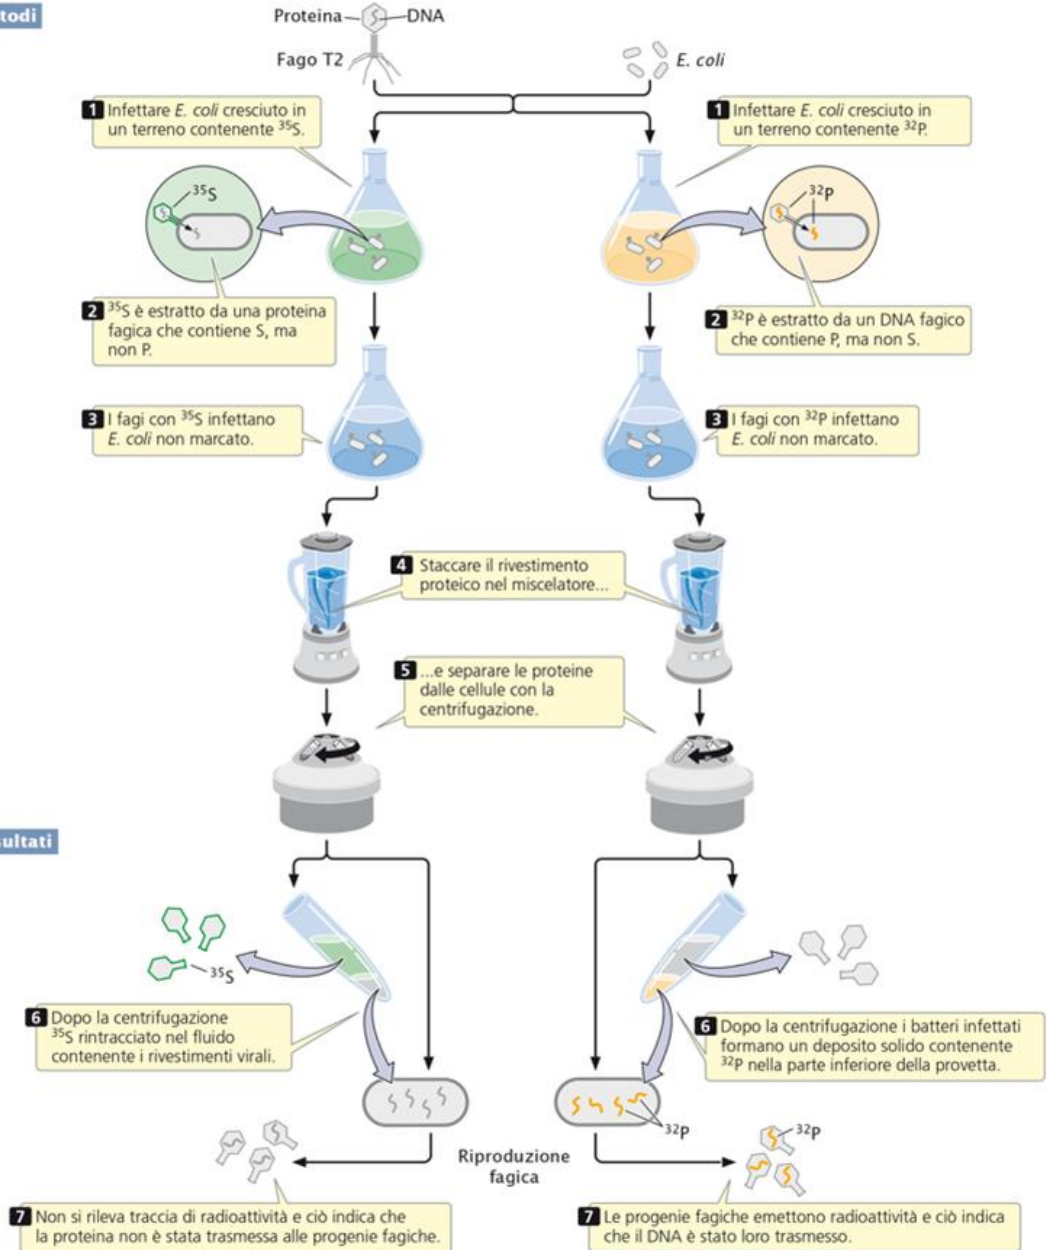 todi
Proteina
DNA
Fago T2
E. coli
1 Infettare E. coli cresciuto in
un terreno contenente ³⁵S.
1 Infettare E. coli cresciuto in
un terreno contenente ³²P.
³⁵S
³²P
2 ³⁵S è estratto da una proteina
fagica che contiene S, ma
non P.
2 ³²P è estratto da un DNA fagico
che contiene P, ma non S.
3 I fagi con ³⁵S infettano
E. coli non marcato.
3 I fagi con ³²P infettano
E. coli non marcato.
4 Staccare il rivestimento
proteico nel miscelatore...
5 ...e separare le proteine
dalle cellule con la
centrifugazione.
sultati
³⁵S
6 Dopo la centrifugazione
³⁵S rintracciato nel fluido
contenente i rivestimenti virali.
6 Dopo la centrifugazione i batteri infettati
formano un deposito solido contenente
³²P nella parte inferiore della provetta.
³²P
Riproduzione
fagica
³²P
7 Non si rileva traccia di radioattività e ciò indica che
la proteina non è stata trasmessa alle progenie fagiche.
7 Le progenie fagiche emettono radioattività e ciò indica
che il DNA è stato loro trasmesso.